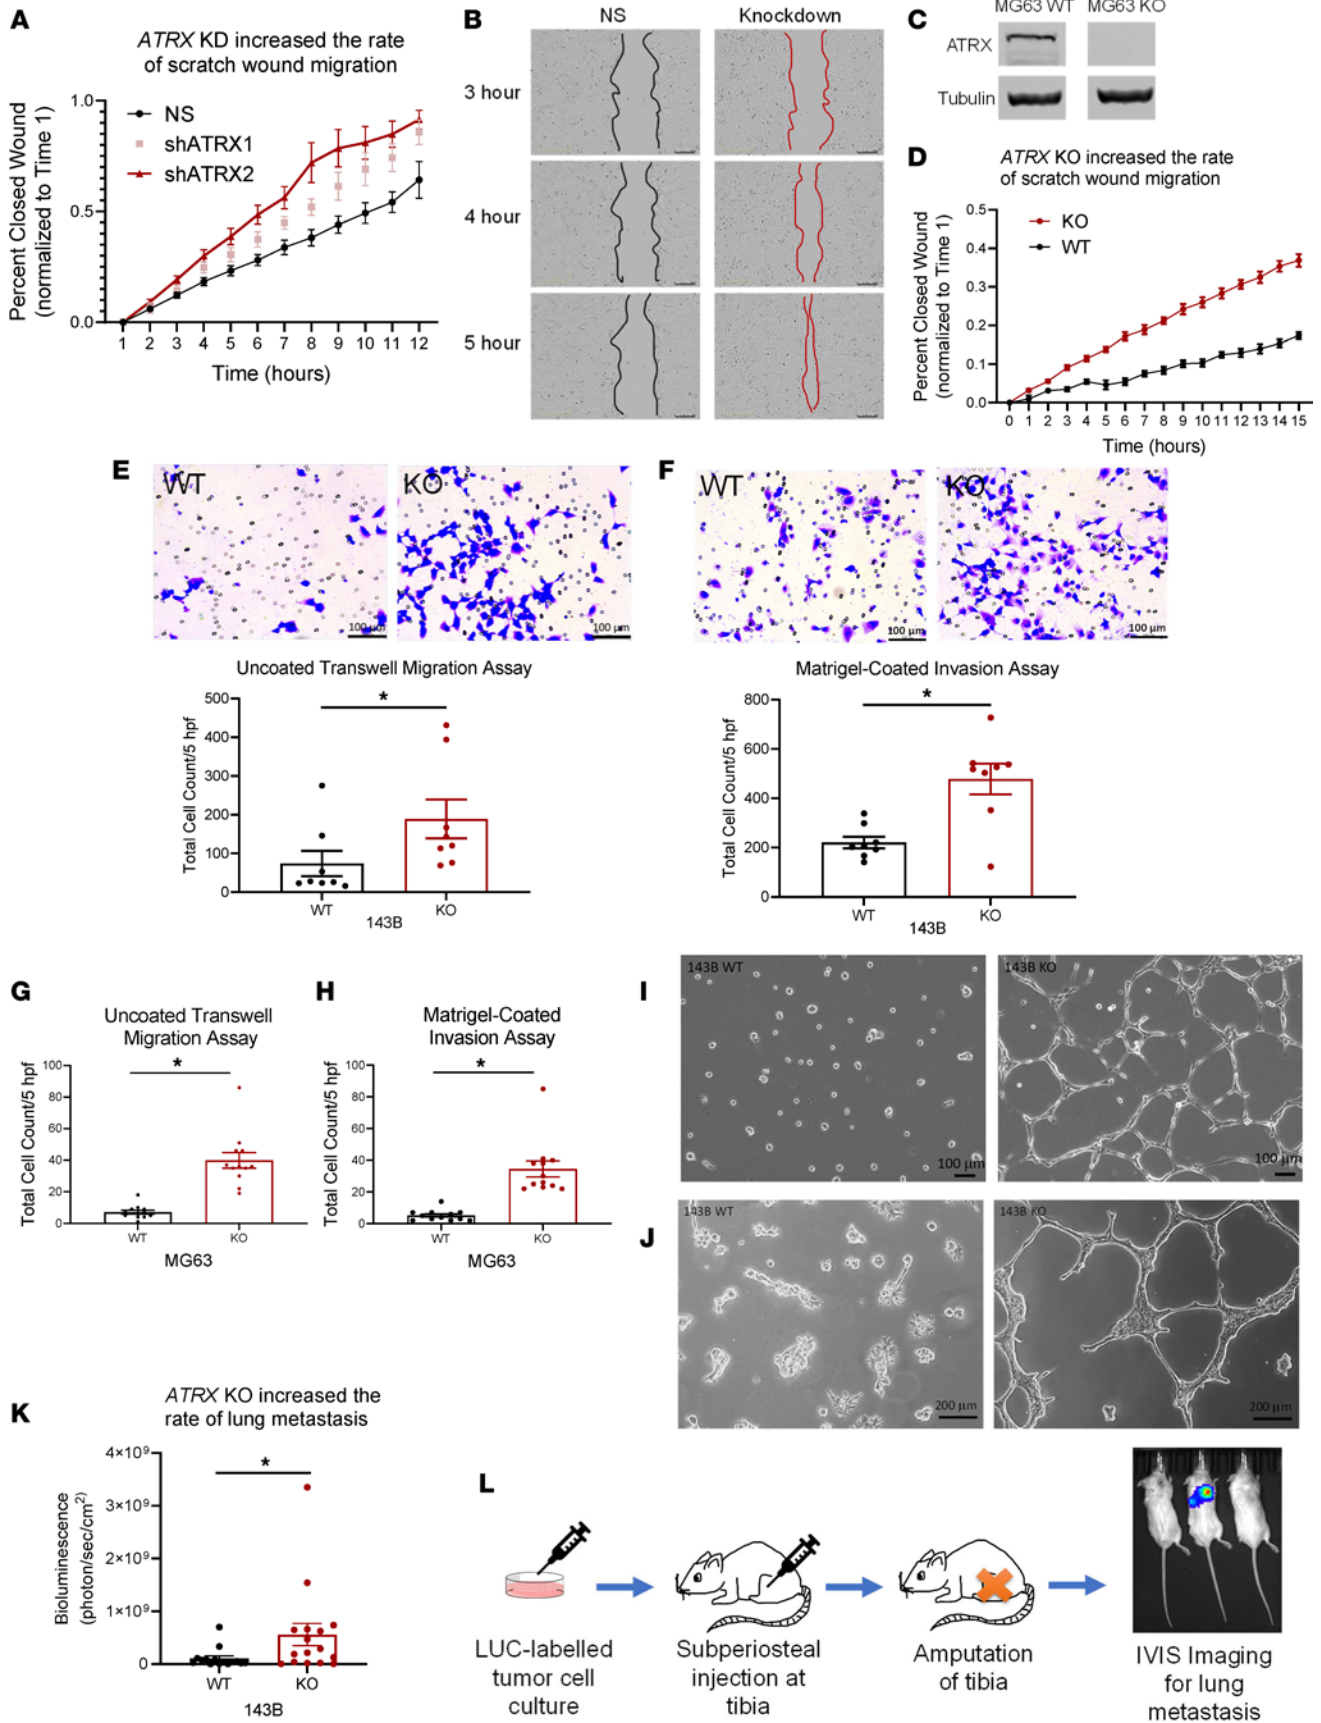 A
ATRX KD increased the rate
of scratch wound migration
Percent Closed Wound
(normalized to Time 1)
1.0
0.5
0.0
NS
shATRX1
shATRX2
1 2 3 4 5 6 7 8 9 10 11 12
Time (hours)
B
NS
Knockdown
3 hour
4 hour
5 hour
C
MG63 WT MG63 KO
ATRX
Tubulin
D
ATRX KO increased the rate
of scratch wound migration
Percent Closed Wound
(normalized to Time 1)
0.5
0.4
0.3
0.2
0.1
0.0
KO
WT
0 1 2 3 4 5 6 7 8 9 10 11 12 13 14 15
Time (hours)
E
WT
100 μm
KO
100 μm
Uncoated Transwell Migration Assay
Total Cell Count/5 hpf
500
400
300
200
100
0
*
WT
KO
143B
F
WT
100 μm
KO
100 μm
Matrigel-Coated Invasion Assay
Total Cell Count/5 hpf
800
600
400
200
0
*
WT
KO
143B
G
Uncoated Transwell
Migration Assay
Total Cell Count/5 hpf
100
80
60
40
20
0
*
WT
KO
MG63
H
Matrigel-Coated
Invasion Assay
Total Cell Count/5 hpf
100
80
60
40
20
0
*
WT
KO
MG63
I
143B WT
100 μm
143B KO
100 μm
J
143B WT
200 μm
143B KO
200 μm
K
ATRX KO increased the
rate of lung metastasis
Bioluminescence
(photon/sec/cm²)
4×10⁹
3×10⁹
2×10⁹
1×10⁹
0
*
WT
KO
143B
L
LUC-labelled
tumor cell
culture
Subperiosteal
injection at
tibia
Amputation
of tibia
IVIS Imaging
for lung
metastasis